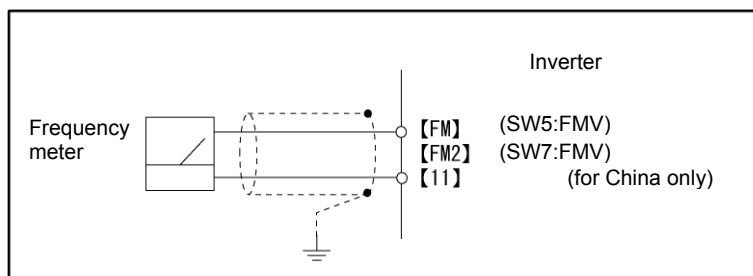 Inverter
Frequency
meter
【FM】 (SW5:FMV)
【FM2】 (SW7:FMV)
【11】 (for China only)